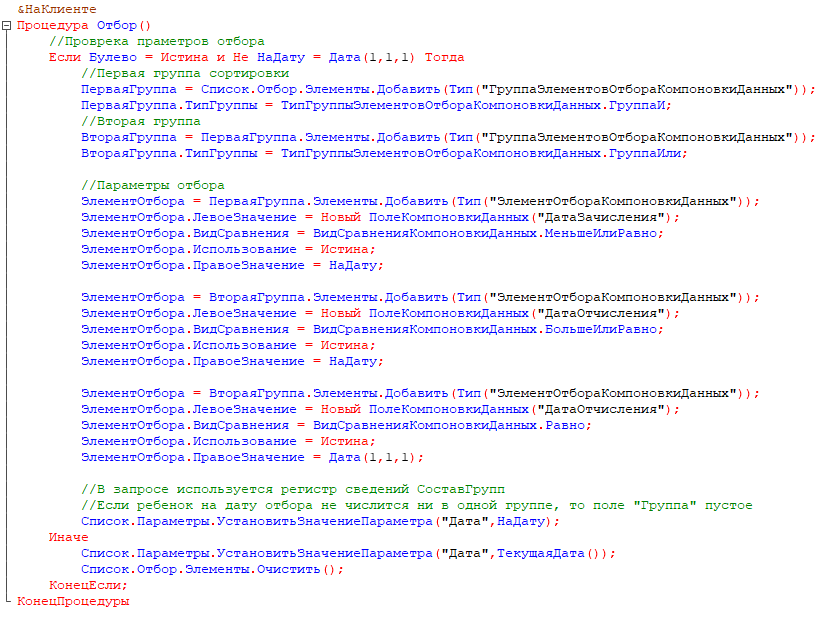 &НаКлиенте
Процедура Отбор()
//Проврека праметров отбора
Если Булево = Истина и Не НаДату = Дата(1,1,1) Тогда
//Первая группа сортировки
ПерваяГруппа = Список.Отбор.Элементы.Добавить(Тип("ГруппаЭлементовОтбораКомпоновкиДанных"));
ПерваяГруппа.ТипГруппы = ТипГруппыЭлементовОтбораКомпоновкиДанных.ГруппаИ;
//Вторая группа
ВтораяГруппа = ПерваяГруппа.Элементы.Добавить(Тип("ГруппаЭлементовОтбораКомпоновкиДанных"));
ВтораяГруппа.ТипГруппы = ТипГруппыЭлементовОтбораКомпоновкиДанных.ГруппаИли;
//Параметры отбора
ЭлементОтбора = ПерваяГруппа.Элементы.Добавить(Тип("ЭлементОтбораКомпоновкиДанных"));
ЭлементОтбора.ЛевоеЗначение = Новый ПолеКомпоновкиДанных("ДатаЗачисления");
ЭлементОтбора.ВидСравнения = ВидСравненияКомпоновкиДанных.МеньшеИлиРавно;
ЭлементОтбора.Использование = Истина;
ЭлементОтбора.ПравоеЗначение = НаДату;
ЭлементОтбора = ВтораяГруппа.Элементы.Добавить(Тип("ЭлементОтбораКомпоновкиДанных"));
ЭлементОтбора.ЛевоеЗначение = Новый ПолеКомпоновкиДанных("ДатаОтчисления");
ЭлементОтбора.ВидСравнения = ВидСравненияКомпоновкиДанных.БольшеИлиРавно;
ЭлементОтбора.Использование = Истина;
ЭлементОтбора.ПравоеЗначение = НаДату;
ЭлементОтбора = ВтораяГруппа.Элементы.Добавить(Тип("ЭлементОтбораКомпоновкиДанных"));
ЭлементОтбора.ЛевоеЗначение = Новый ПолеКомпоновкиДанных("ДатаОтчисления");
ЭлементОтбора.ВидСравнения = ВидСравненияКомпоновкиДанных.Равно;
ЭлементОтбора.Использование = Истина;
ЭлементОтбора.ПравоеЗначение = Дата(1,1,1);
//В запросе используется регистр сведений СоставГрупп
//Если ребенок на дату отбора не числится ни в одной группе, то поле "Группа" пустое
Список.Параметры.УстановитьЗначениеПараметра("Дата",НаДату);
Иначе
Список.Параметры.УстановитьЗначениеПараметра("Дата",ТекущаяДата());
Список.Отбор.Элементы.Очистить();
КонецЕсли;
КонецПроцедуры